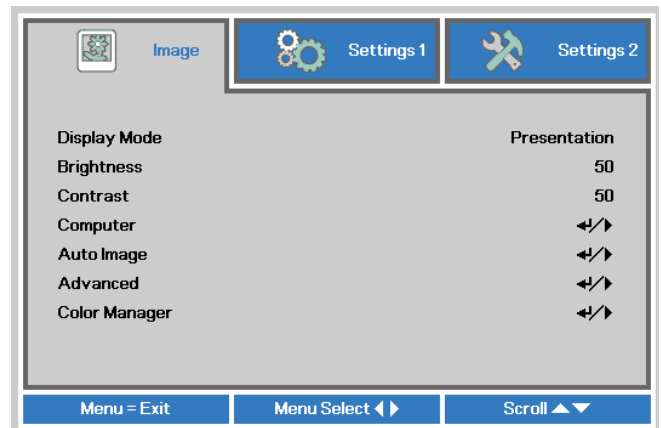 Image
Settings 1
Settings 2
Display Mode Presentation
Brightness 50
Contrast 50
Computer ↵/▶
Auto Image ↵/▶
Advanced ↵/▶
Color Manager ↵/▶
Menu = Exit
Menu Select ◀▶
Scroll ▲▼